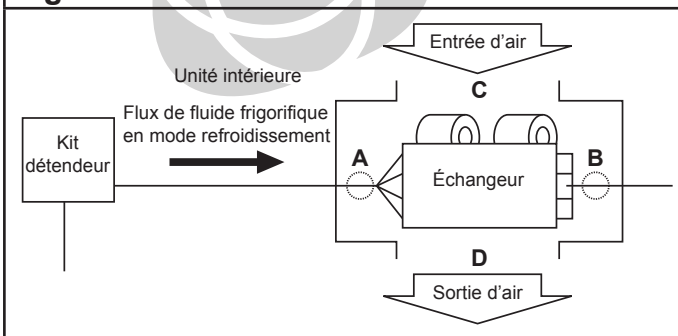 Entrée d'air
Unité intérieure
C
Flux de fluide frigorifique
en mode refroidissement
Kit
détendeur
A
Échangeur
B
D
Sortie d'air